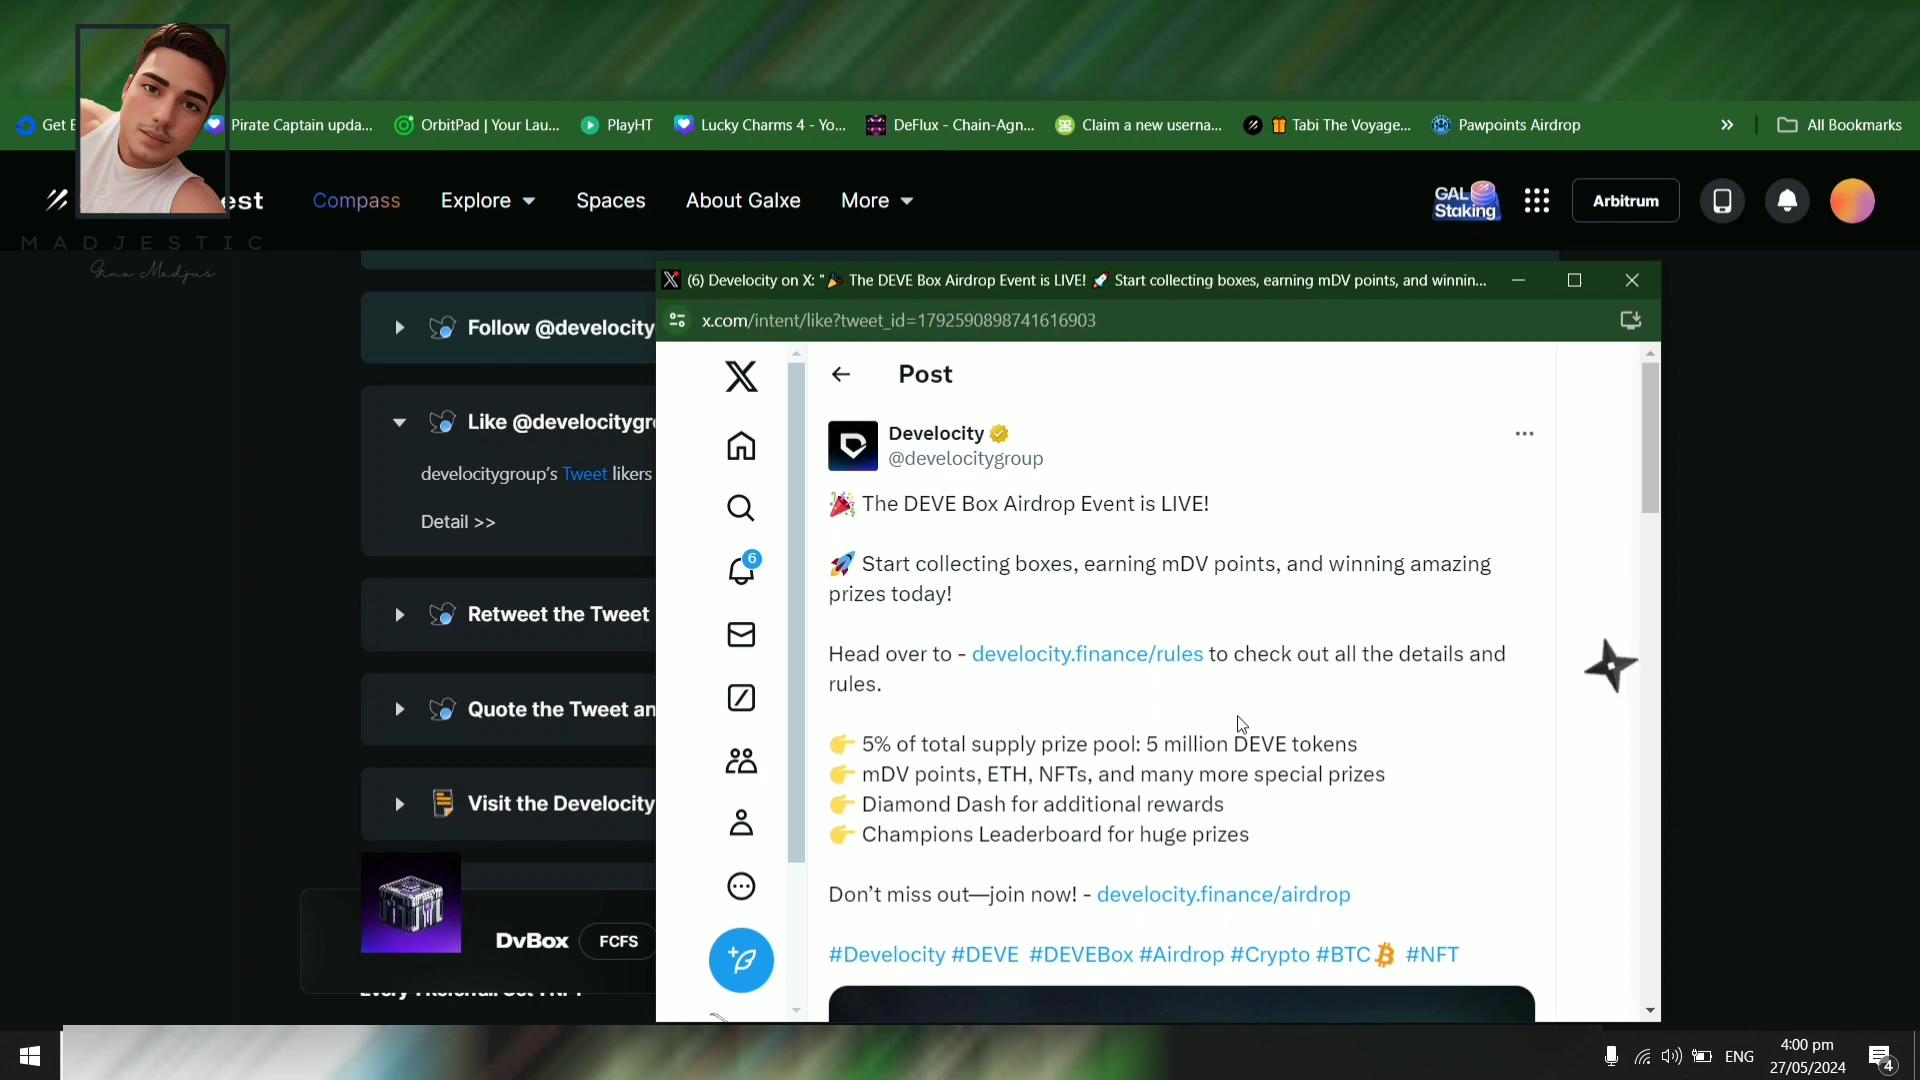 Get
Pirate Captain upda...
OrbitPad | Your Lau...
PlayHT
Lucky Charms 4 - Yo...
DeFlux - Chain-Agn...
Claim a new userna...
Tabi The Voyage...
Pawpoints Airdrop
»
All Bookmarks
est
Compass
Explore
Spaces
About Galxe
More
GAL
Staking
Arbitrum
MADJESTIC
Gino Madjus
(6) Develocity on X: "🎉 The DEVE Box Airdrop Event is LIVE! 🚀 Start collecting boxes, earning mDV points, and winnin...
x.com/intent/like?tweet_id=1792590898741616903
Follow @develocity
Like @develocitygr
develocitygroup's Tweet likers
Detail >>
Retweet the Tweet
Quote the Tweet an
Visit the Develocity
DvBox
FCFS
6
Post
Develocity
@develocitygroup
🎉 The DEVE Box Airdrop Event is LIVE!
🚀 Start collecting boxes, earning mDV points, and winning amazing
prizes today!
Head over to - develocity.finance/rules to check out all the details and
rules.
👉 5% of total supply prize pool: 5 million DEVE tokens
👉 mDV points, ETH, NFTs, and many more special prizes
👉 Diamond Dash for additional rewards
👉 Champions Leaderboard for huge prizes
Don't miss out—join now! - develocity.finance/airdrop
#Develocity #DEVE #DEVEBox #Airdrop #Crypto #BTC #NFT
ENG
4:00 pm
27/05/2024
4